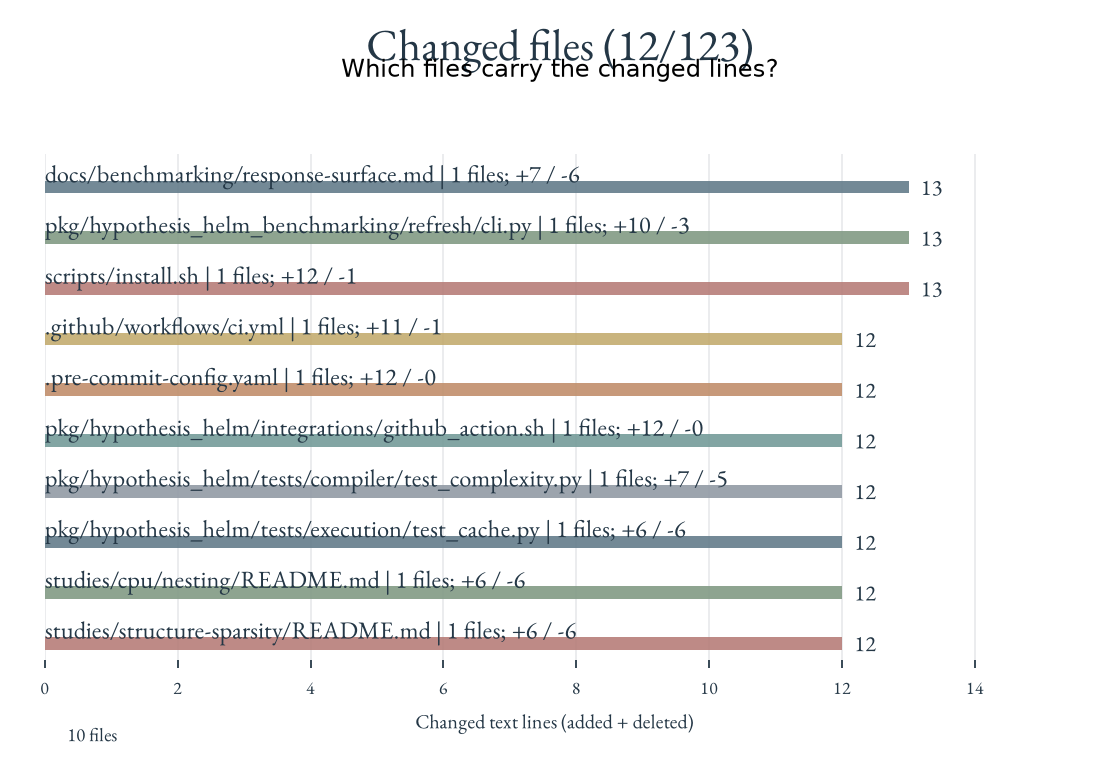 Changed files (12/123)
Which files carry the changed lines?
docs/benchmarking/response-surface.md | 1 files; +7 / -6
13
pkg/hypothesis_helm_benchmarking/refresh/cli.py | 1 files; +10 / -3
13
scripts/install.sh | 1 files; +12 / -1
13
.github/workflows/ci.yml | 1 files; +11 / -1
12
.pre-commit-config.yaml | 1 files; +12 / -0
12
pkg/hypothesis_helm/integrations/github_action.sh | 1 files; +12 / -0
12
pkg/hypothesis_helm/tests/compiler/test_complexity.py | 1 files; +7 / -5
12
pkg/hypothesis_helm/tests/execution/test_cache.py | 1 files; +6 / -6
12
studies/cpu/nesting/README.md | 1 files; +6 / -6
12
studies/structure-sparsity/README.md | 1 files; +6 / -6
12
0 2 4 6 8 10 12 14
Changed text lines (added + deleted)
10 files